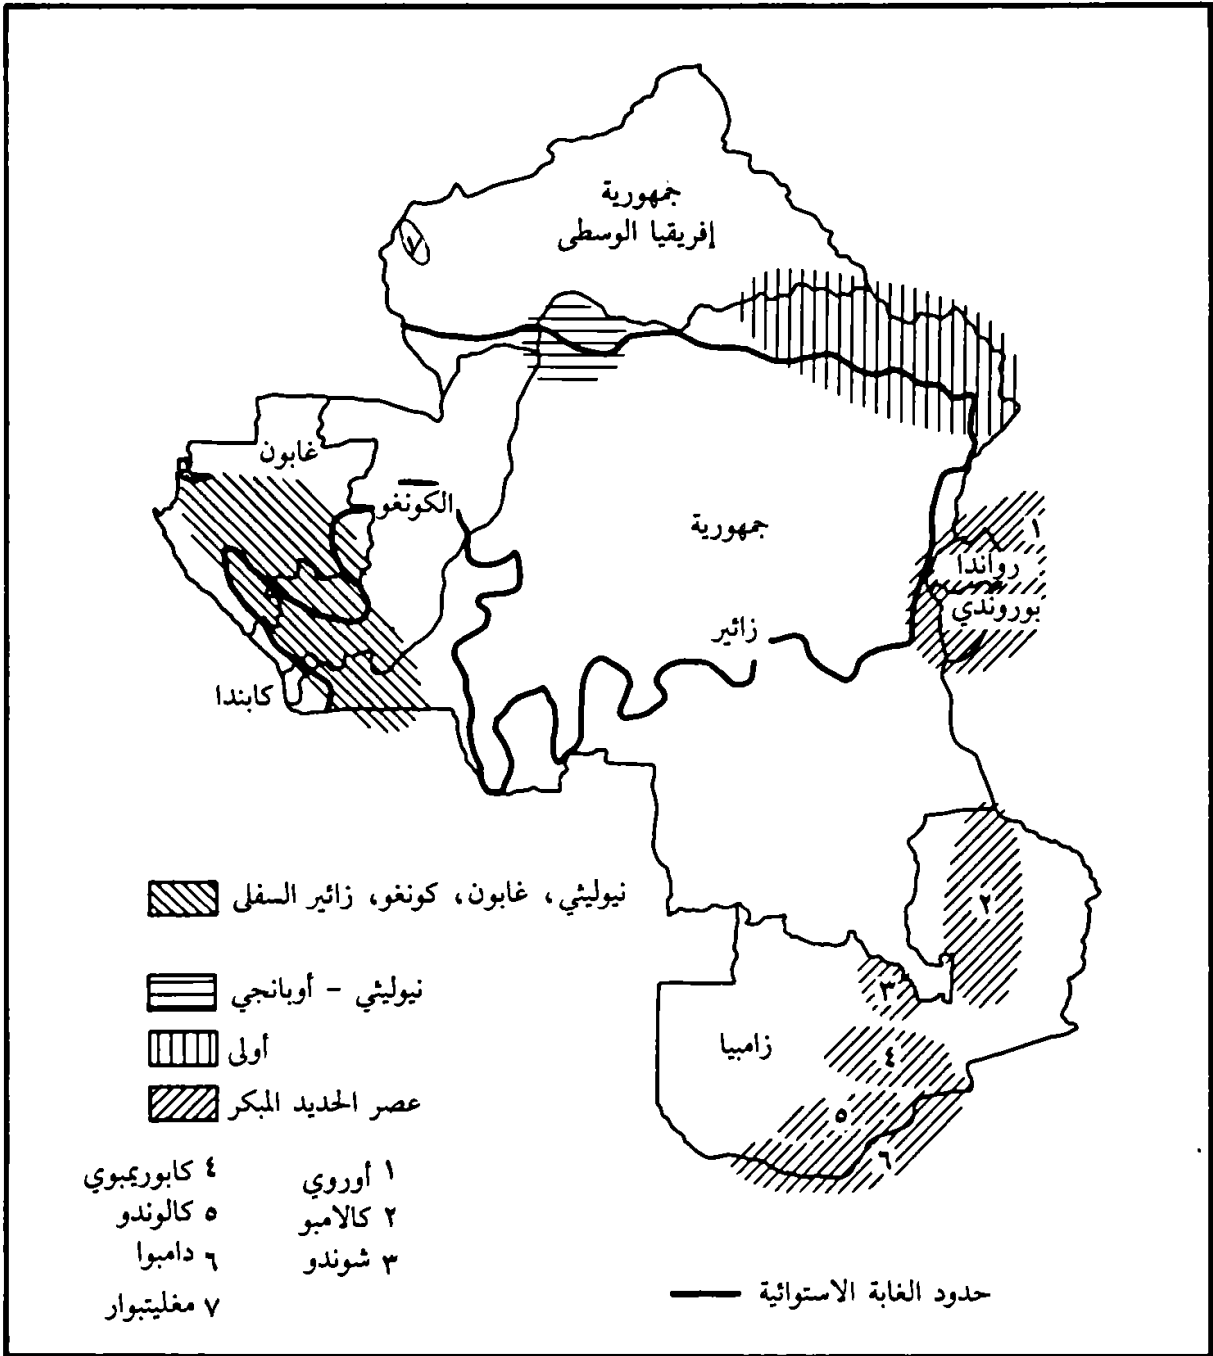 جمهورية
إفريقيا الوسطى
٧
غابون
الكونغو
جمهورية
زائير
١
رواندا
بوروندي
كابندا
٢
٣
زامبيا
٤
٥
٦
نيوليثي، غابون، كونغو، زائير السفلى
نيوليثي - أوبانجي
أولى
عصر الحديد المبكر
١ أوروي
٢ كالامبو
٣ شوندو
٤ كابوريمبوي
٥ كالوندو
٦ دامبوا
٧ مغليتبوار
حدود الغابة الاستوائية